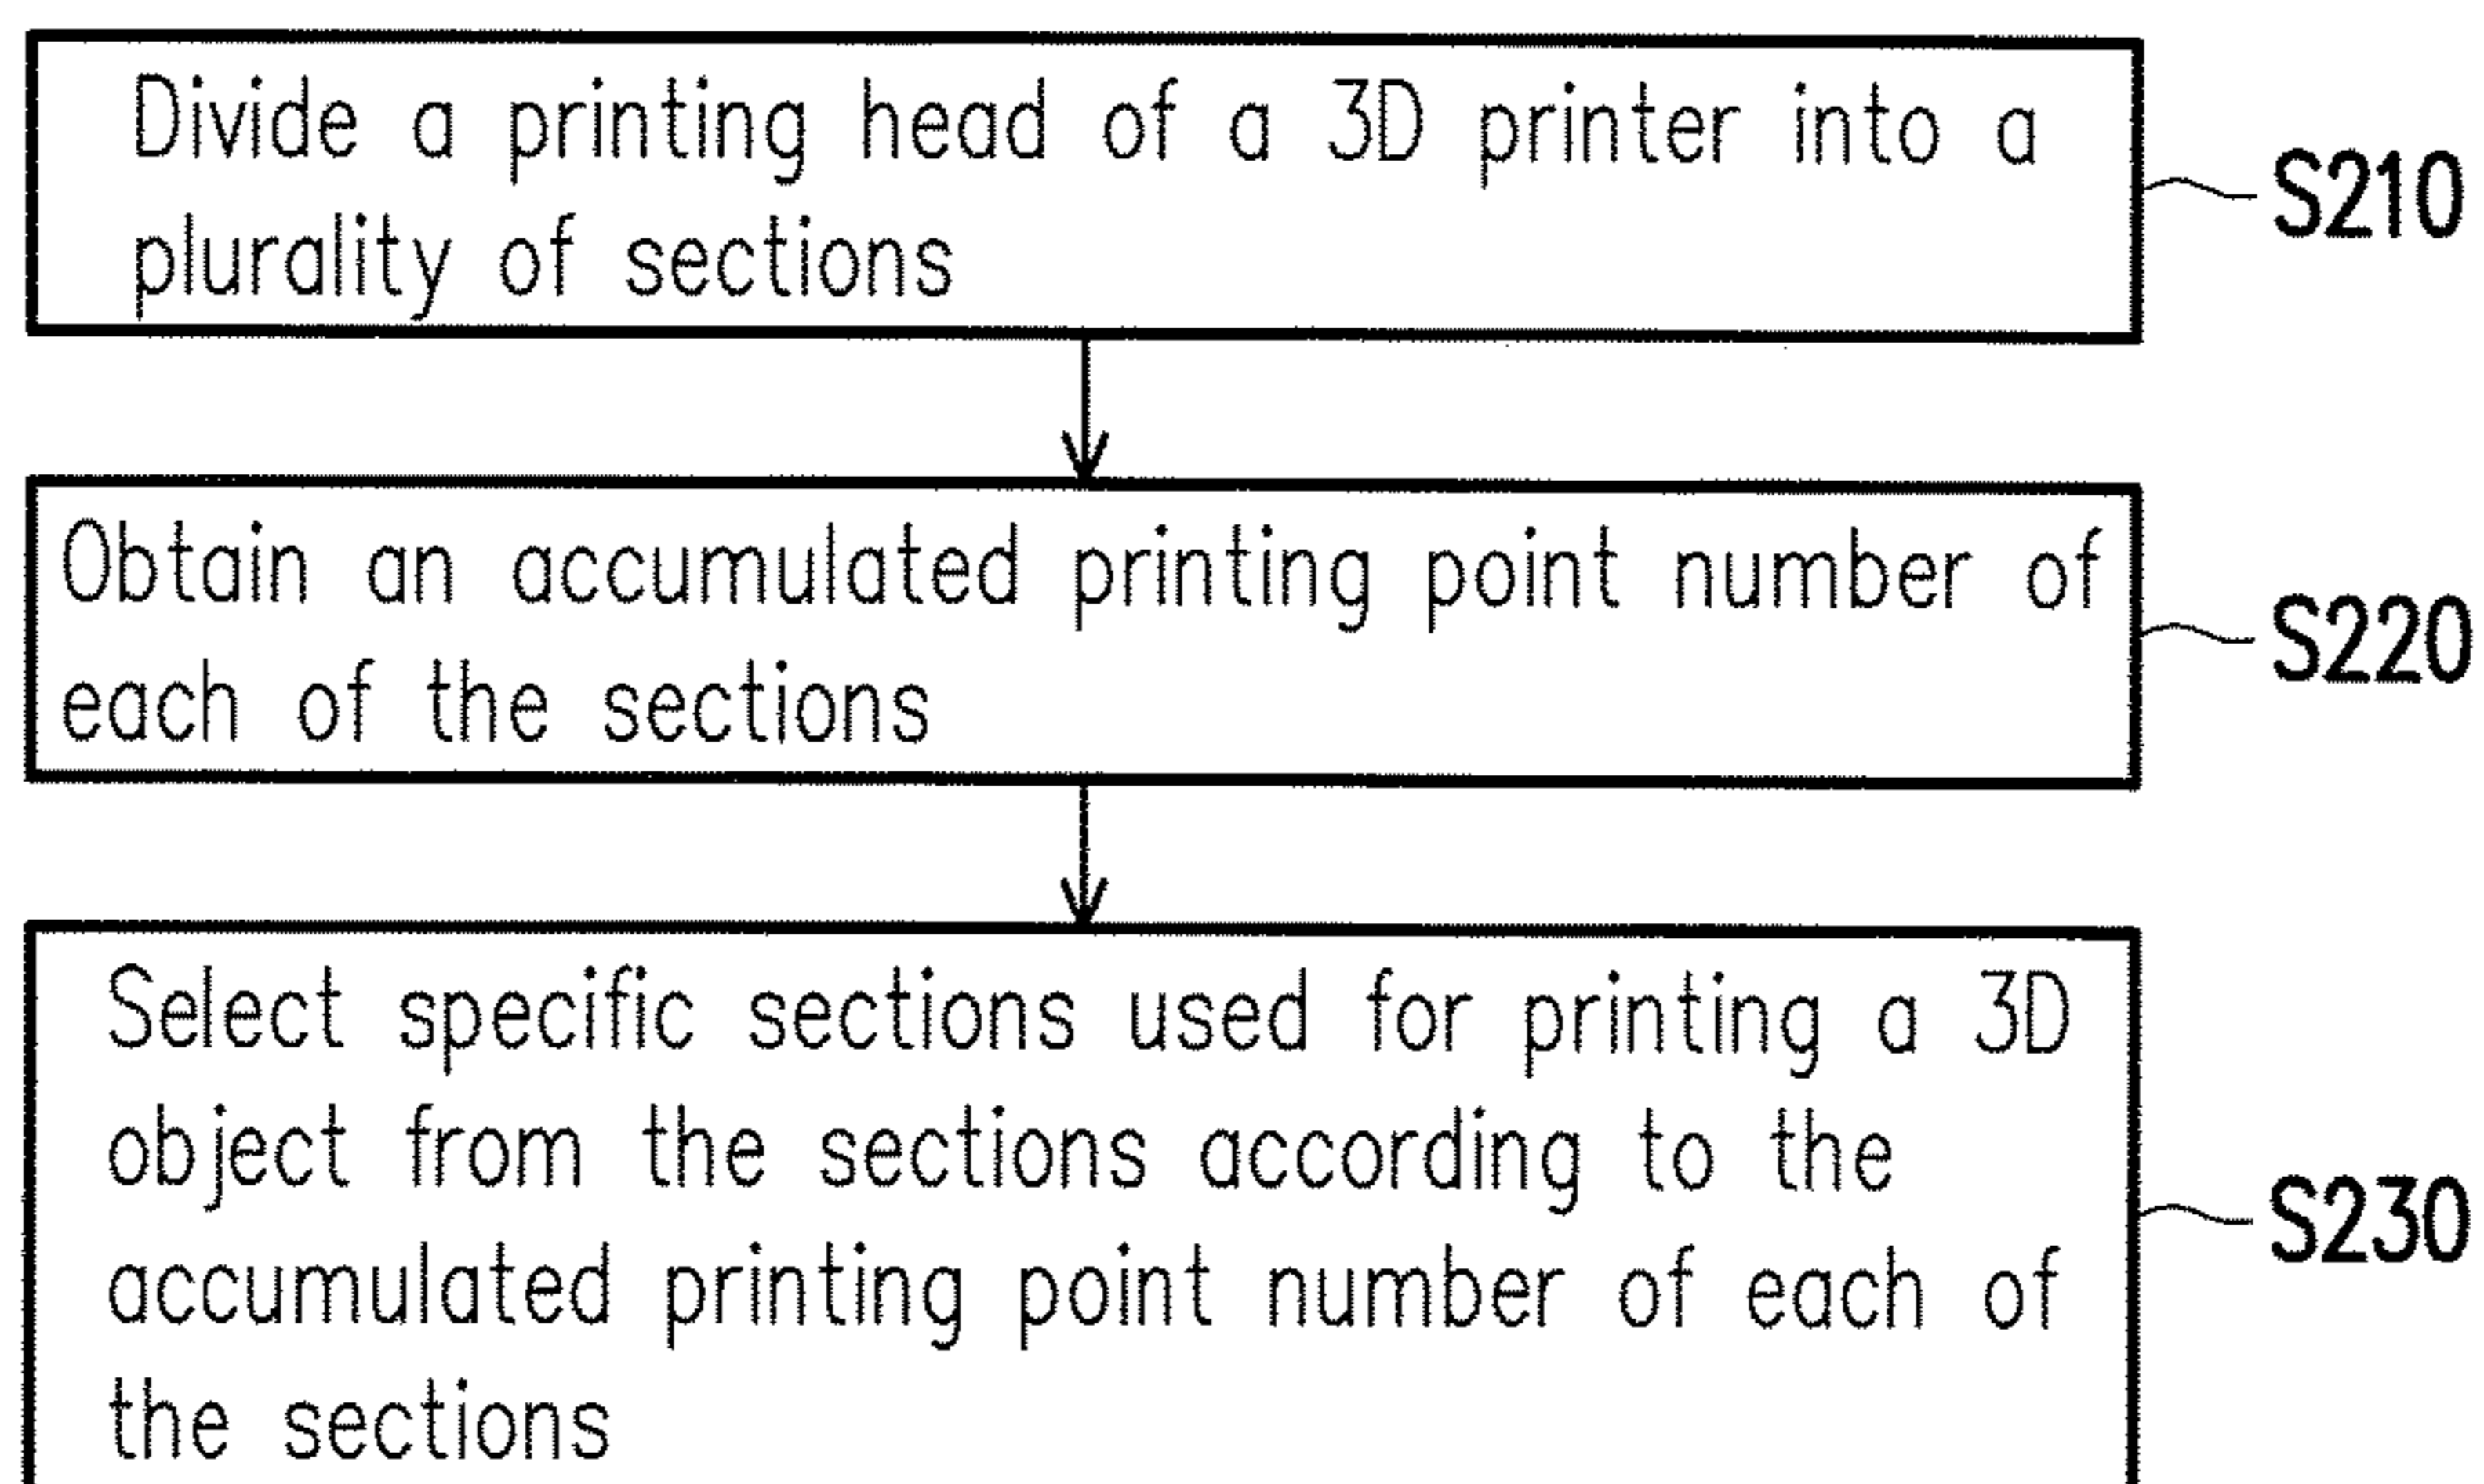 Divide a printing head of a 3D printer into a
plurality of sections
S210
Obtain an accumulated printing point number of
each of the sections
S220
Select specific sections used for printing a 3D
object from the sections according to the
accumulated printing point number of each of
the sections
S230